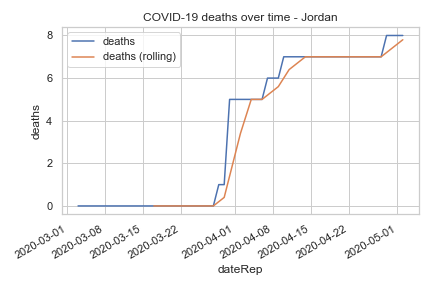 COVID-19 deaths over time - Jordan
deaths
deaths (rolling)
deaths
8
6
4
2
0
2020-03-01
2020-03-08
2020-03-15
2020-03-22
2020-04-01
2020-04-08
2020-04-15
2020-04-22
2020-05-01
dateRep